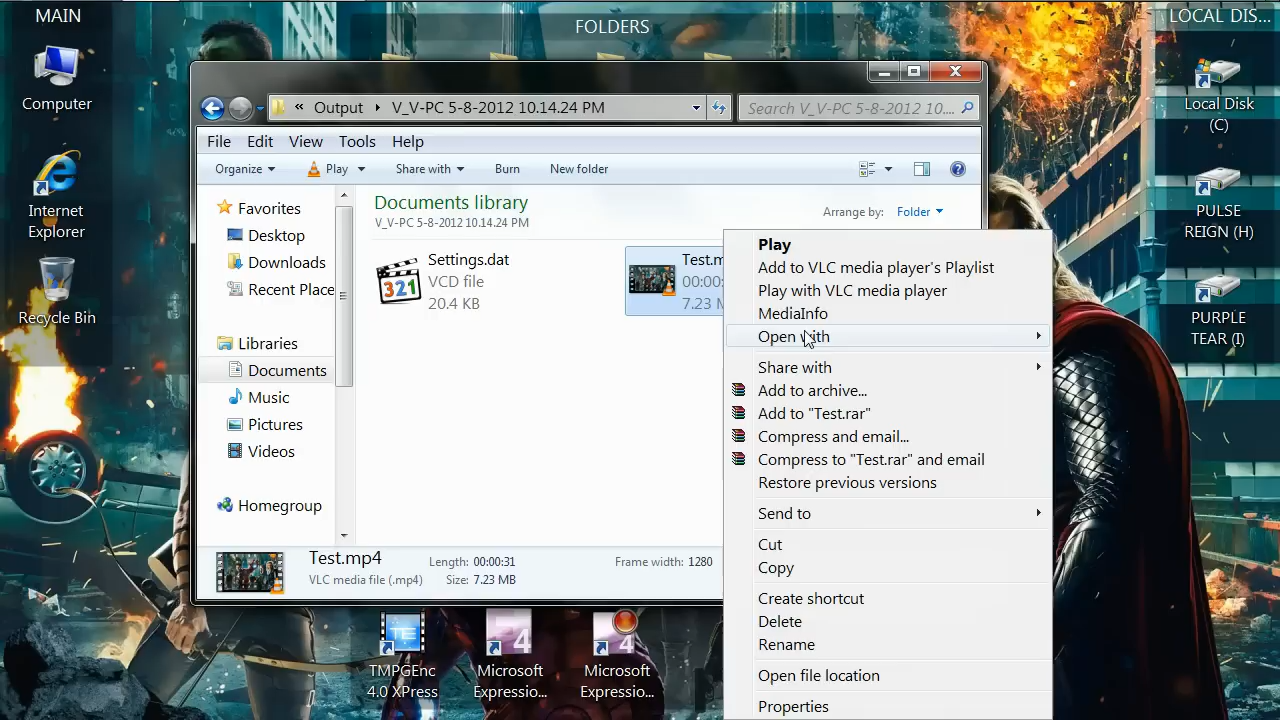 MAIN
FOLDERS
LOCAL DIS...
Computer
Internet
Explorer
Recycle Bin
« Output ▸ V_V-PC 5-8-2012 10.14.24 PM
Search V_V-PC 5-8-2012 10....
File Edit View Tools Help
Organize Play Share with Burn New folder
Favorites
Desktop
Downloads
Recent Place
Libraries
Documents
Music
Pictures
Videos
Homegroup
Documents library
V_V-PC 5-8-2012 10.14.24 PM
Arrange by: Folder
Settings.dat
VCD file
20.4 KB
321
Test.m
00:00:
7.23 M
Play
Add to VLC media player's Playlist
Play with VLC media player
MediaInfo
Open with
Share with
Add to archive...
Add to "Test.rar"
Compress and email...
Compress to "Test.rar" and email
Restore previous versions
Send to
Cut
Copy
Create shortcut
Delete
Rename
Open file location
Properties
Test.mp4
VLC media file (.mp4)
Length: 00:00:31
Size: 7.23 MB
Frame width: 1280
TE
TMPGEnc
4.0 XPress
4
Microsoft
Expressio...
4
Microsoft
Expressio...
Local Disk
(C)
PULSE
REIGN (H)
PURPLE
TEAR (I)